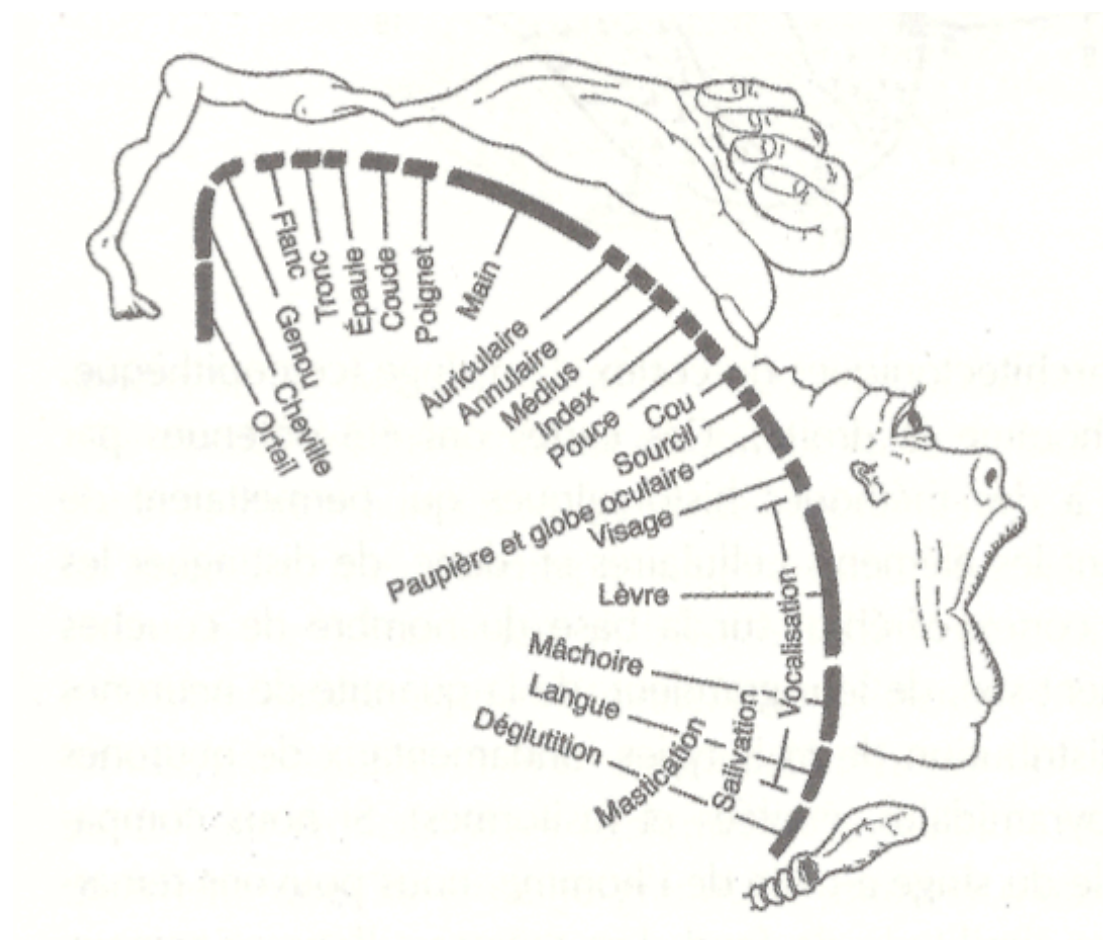 Orteil
Cheville
Genou
Flanc
Tronc
Épaule
Coude
Poignet
Main
Auriculaire
Annulaire
Médius
Index
Pouce
Cou
Sourcil
Paupière et globe oculaire
Visage
Lèvre
Vocalisation
Mâchoire
Langue
Déglutition
Mastication
Salivation